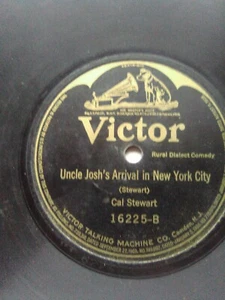 Victor
Rural Dialect Comedy
Uncle Josh's Arrival in New York City
(Stewart)
Cal Stewart
16225-B
VICTOR TALKING MACHINE CO. Camden, N.J.